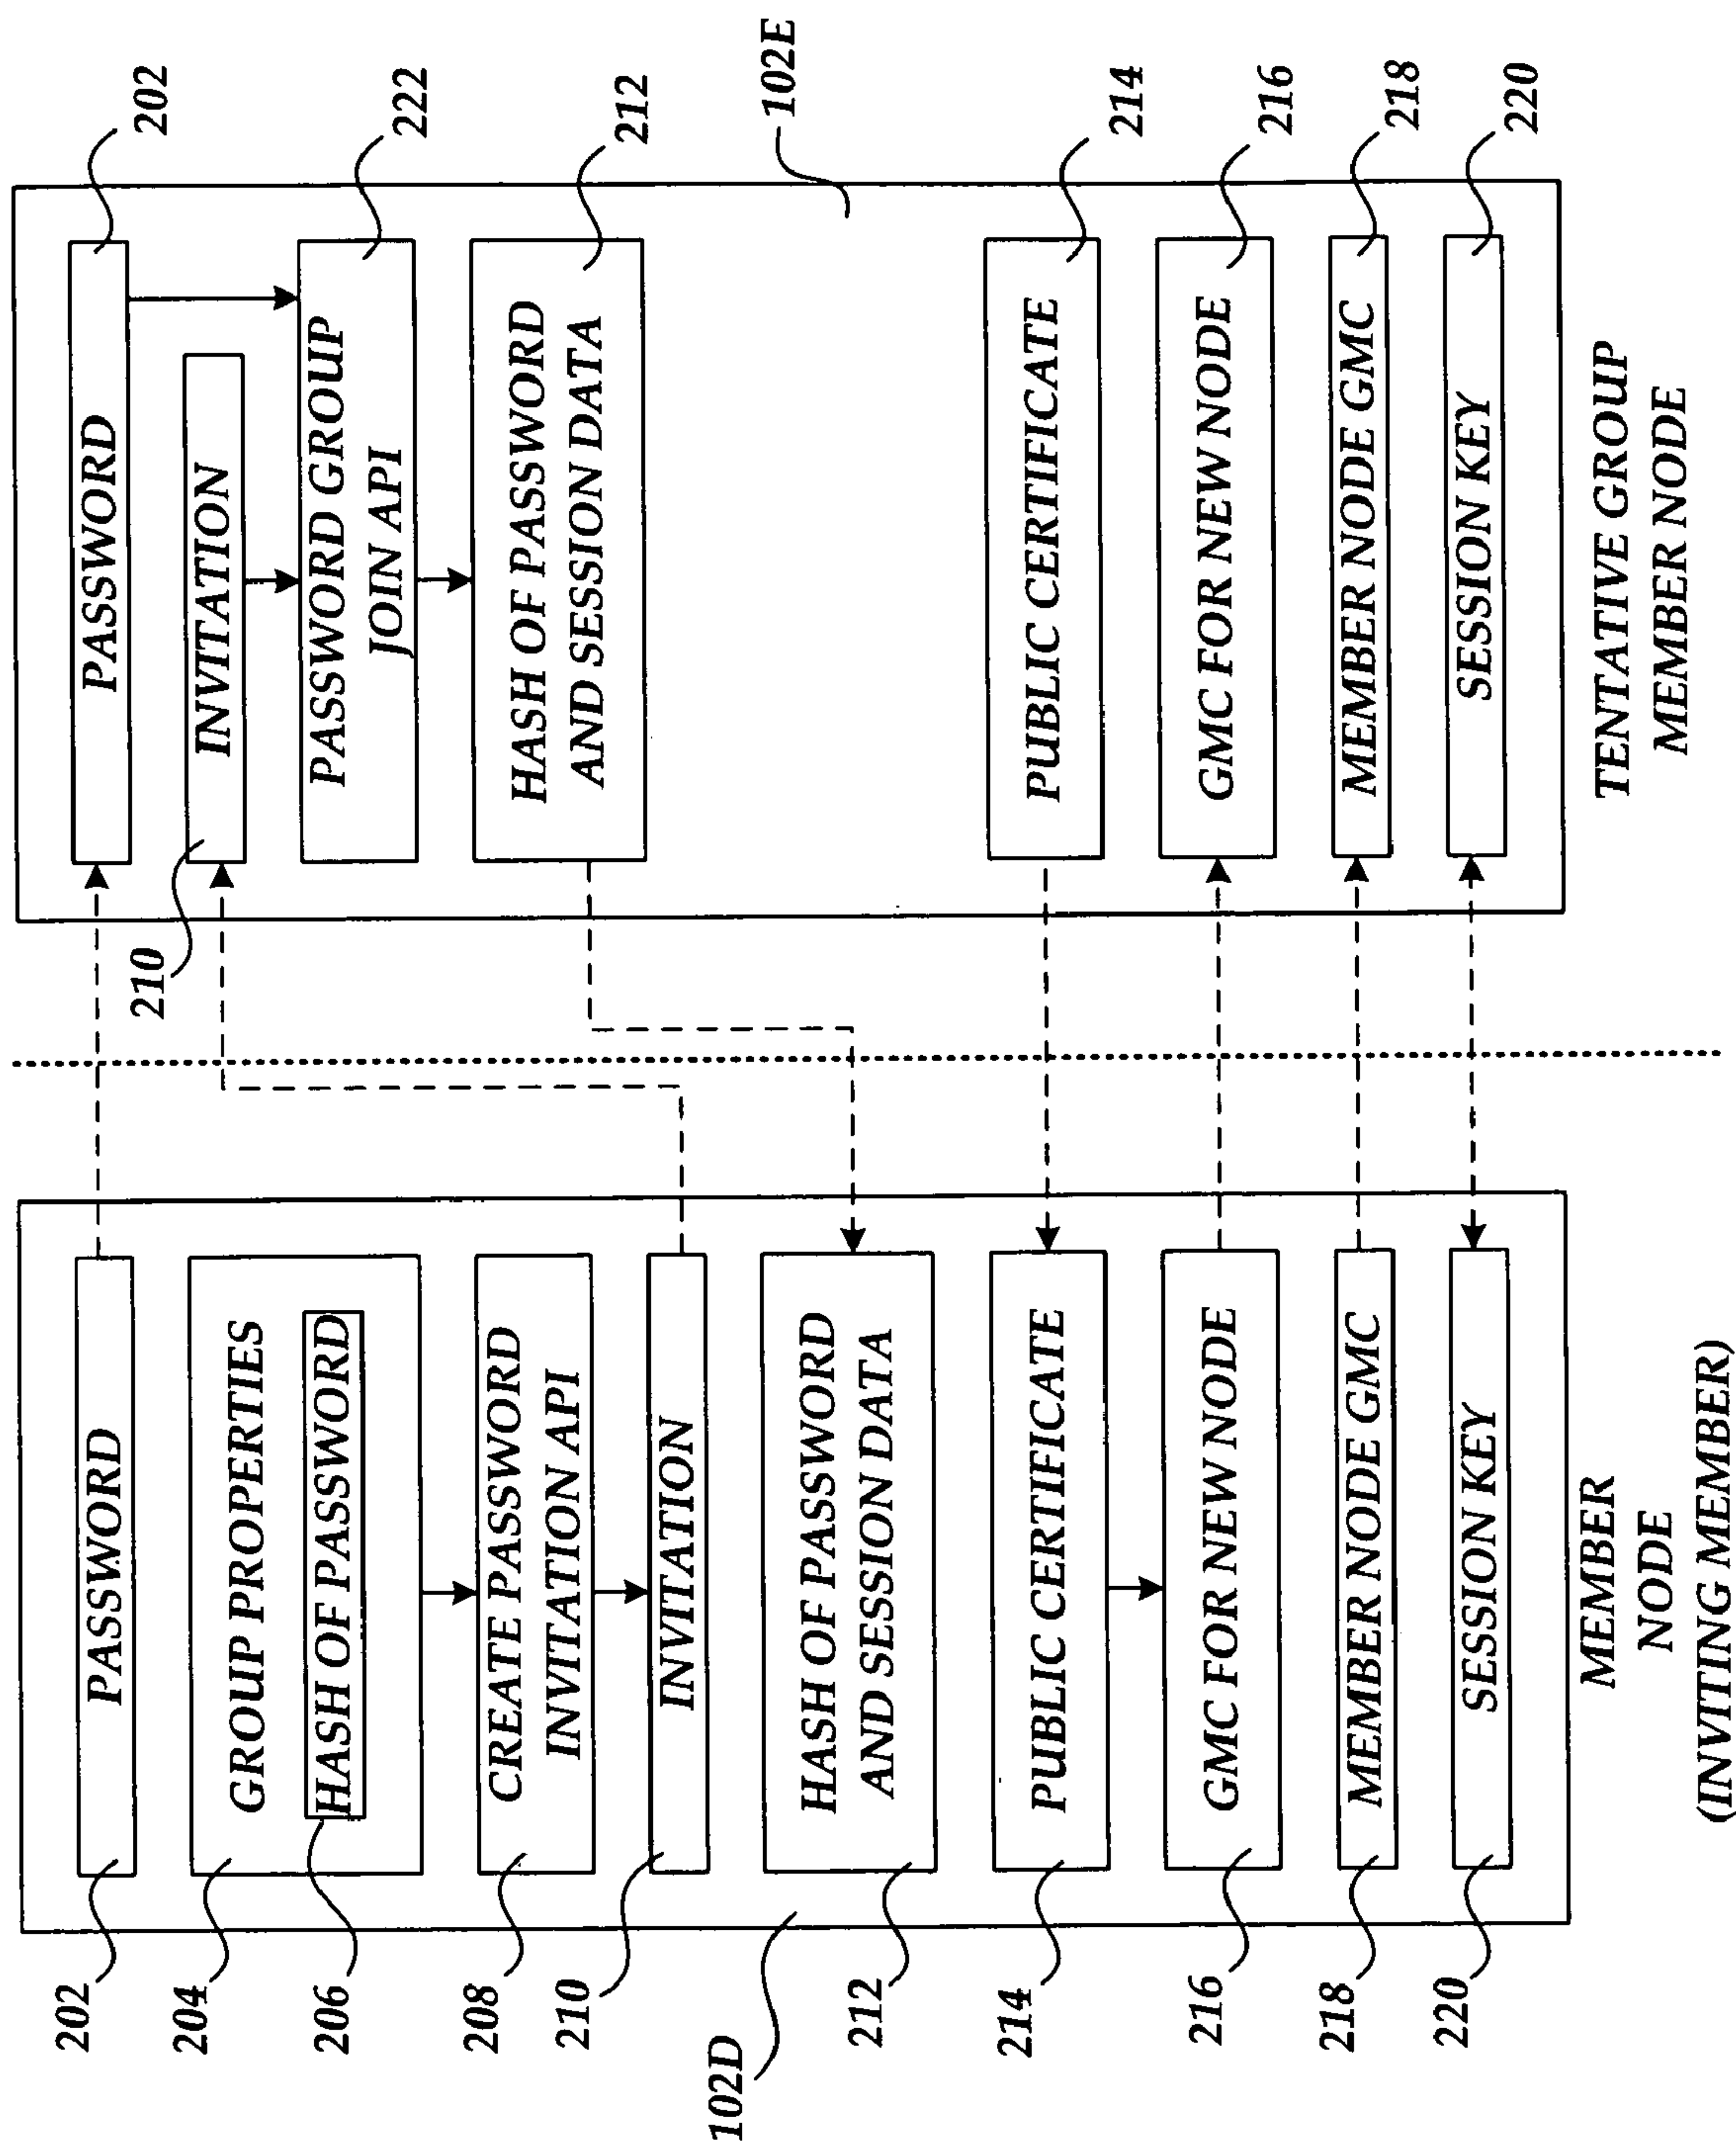 202
PASSWORD
204
GROUP PROPERTIES
206
HASH OF PASSWORD
208
CREATE PASSWORD
INVITATION API
210
INVITATION
102D
212
HASH OF PASSWORD
AND SESSION DATA
214
PUBLIC CERTIFICATE
216
GMC FOR NEW NODE
218
MEMBER NODE GMC
220
SESSION KEY
MEMBER
NODE
(INVITING MEMBER)
PASSWORD
202
210
INVITATION
PASSWORD GROUP
JOIN API
222
HASH OF PASSWORD
AND SESSION DATA
212
102E
PUBLIC CERTIFICATE
214
GMC FOR NEW NODE
216
MEMBER NODE GMC
218
SESSION KEY
220
TENTATIVE GROUP
MEMBER NODE